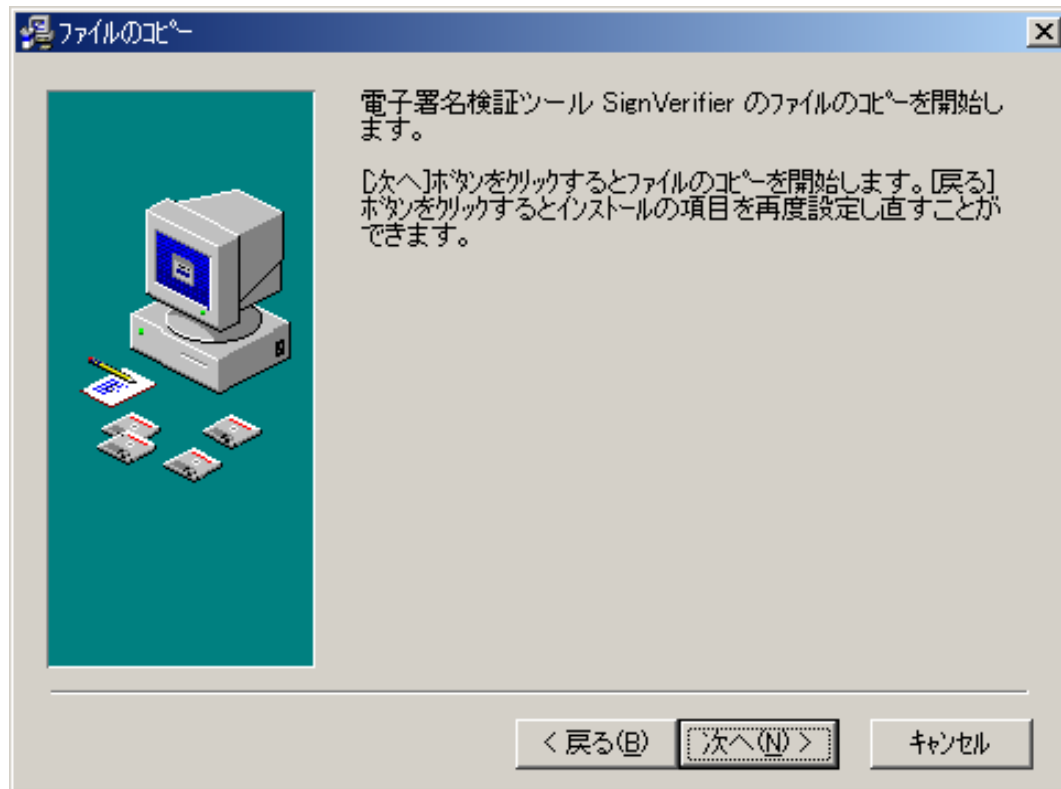 ファイルのコピー
電子署名検証ツール SignVerifier のファイルのコピーを開始し
ます。
[次へ]ボタンをクリックするとファイルのコピーを開始します。[戻る]
ボタンをクリックするとインストールの項目を再度設定し直すことが
できます。
< 戻る(B)
次へ(N) >
キャンセル